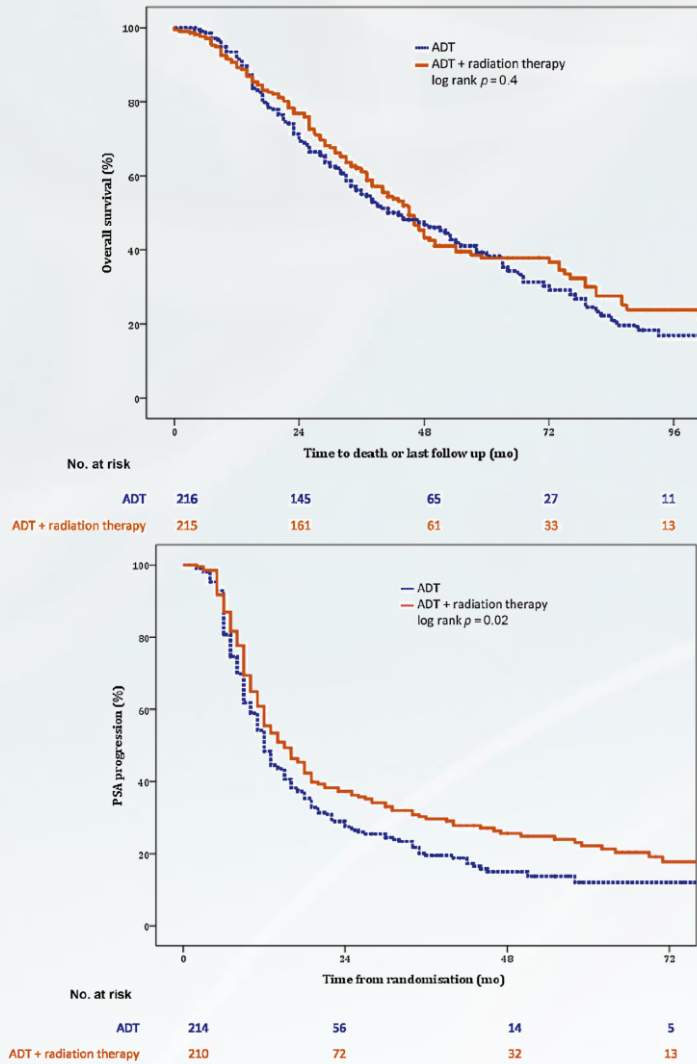 100
80
60
40
20
0
Overall survival (%)
ADT
ADT + radiation therapy
log rank p = 0.4
0 24 48 72 96
Time to death or last follow up (mo)
No. at risk
ADT 216 145 65 27 11
ADT + radiation therapy 215 161 61 33 13
100
80
60
40
20
0
PSA progression (%)
ADT
ADT + radiation therapy
log rank p = 0.02
0 24 48 72
Time from randomisation (mo)
No. at risk
ADT 214 56 14 5
ADT + radiation therapy 210 72 32 13